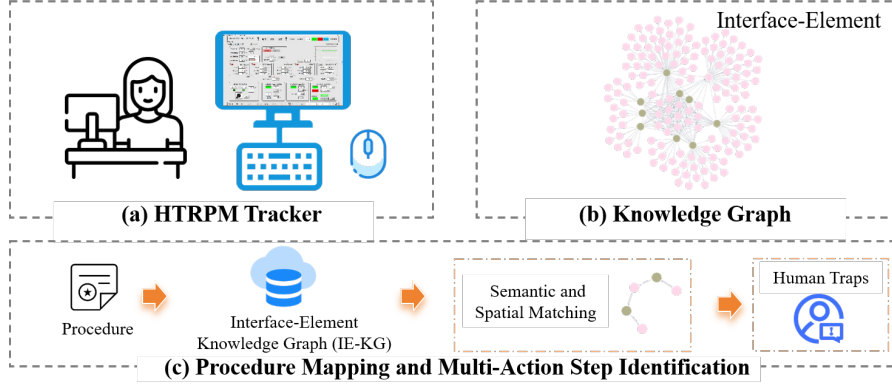 Interface-Element
(a) HTRPM Tracker
(b) Knowledge Graph
Procedure
Interface-Element
Knowledge Graph (IE-KG)
Semantic and
Spatial Matching
Human Traps
(c) Procedure Mapping and Multi-Action Step Identification